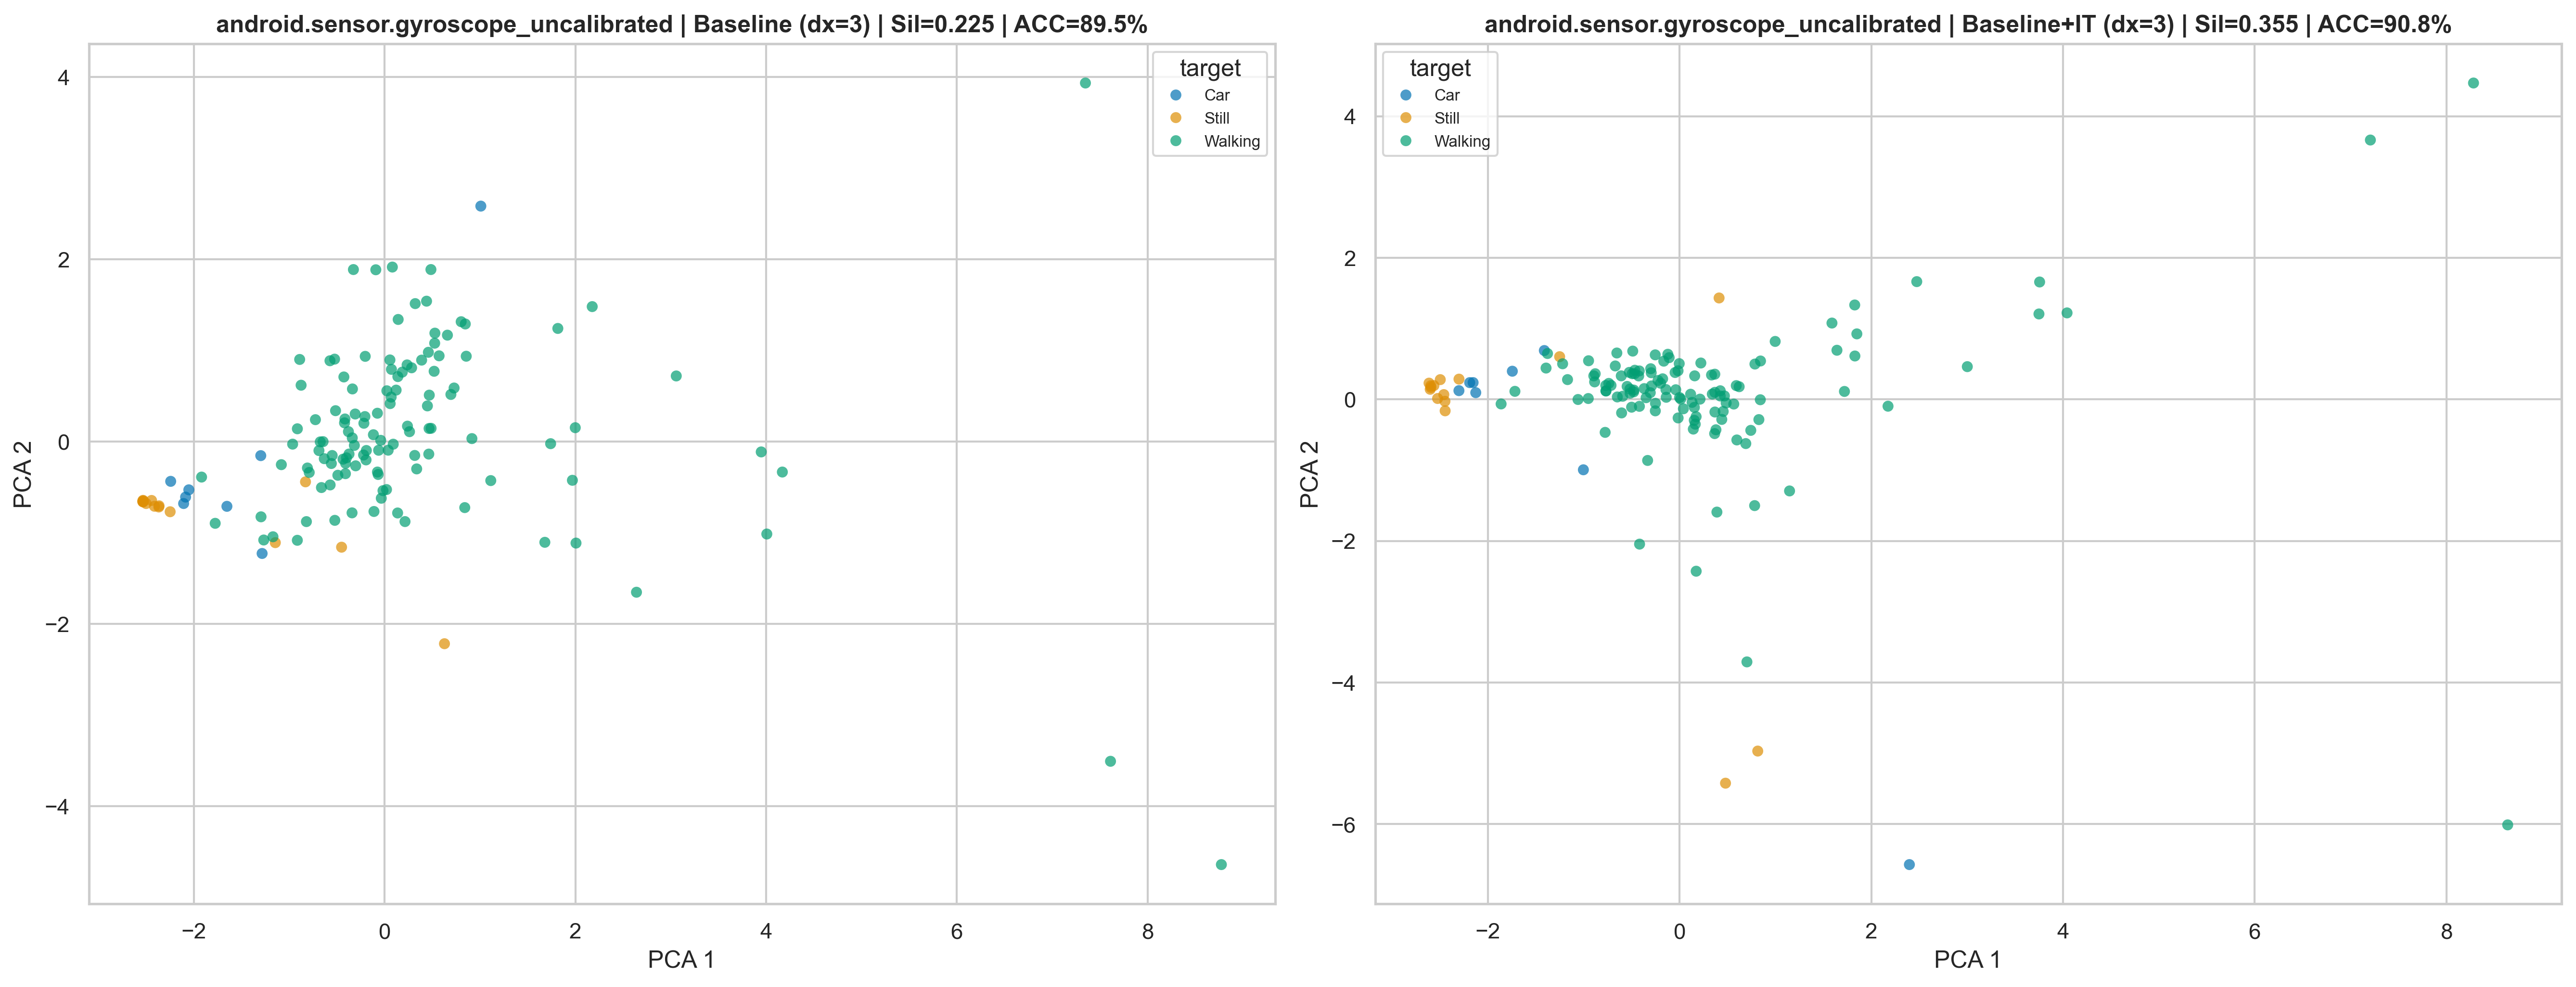 android.sensor.gyroscope_uncalibrated | Baseline (dx=3) | Sil=0.225 | ACC=89.5%
target
Car
Still
Walking
4
2
0
−2
−4
PCA 2
−2
0
2
4
6
8
PCA 1
android.sensor.gyroscope_uncalibrated | Baseline+IT (dx=3) | Sil=0.355 | ACC=90.8%
target
Car
Still
Walking
4
2
0
−2
−4
−6
PCA 2
−2
0
2
4
6
8
PCA 1